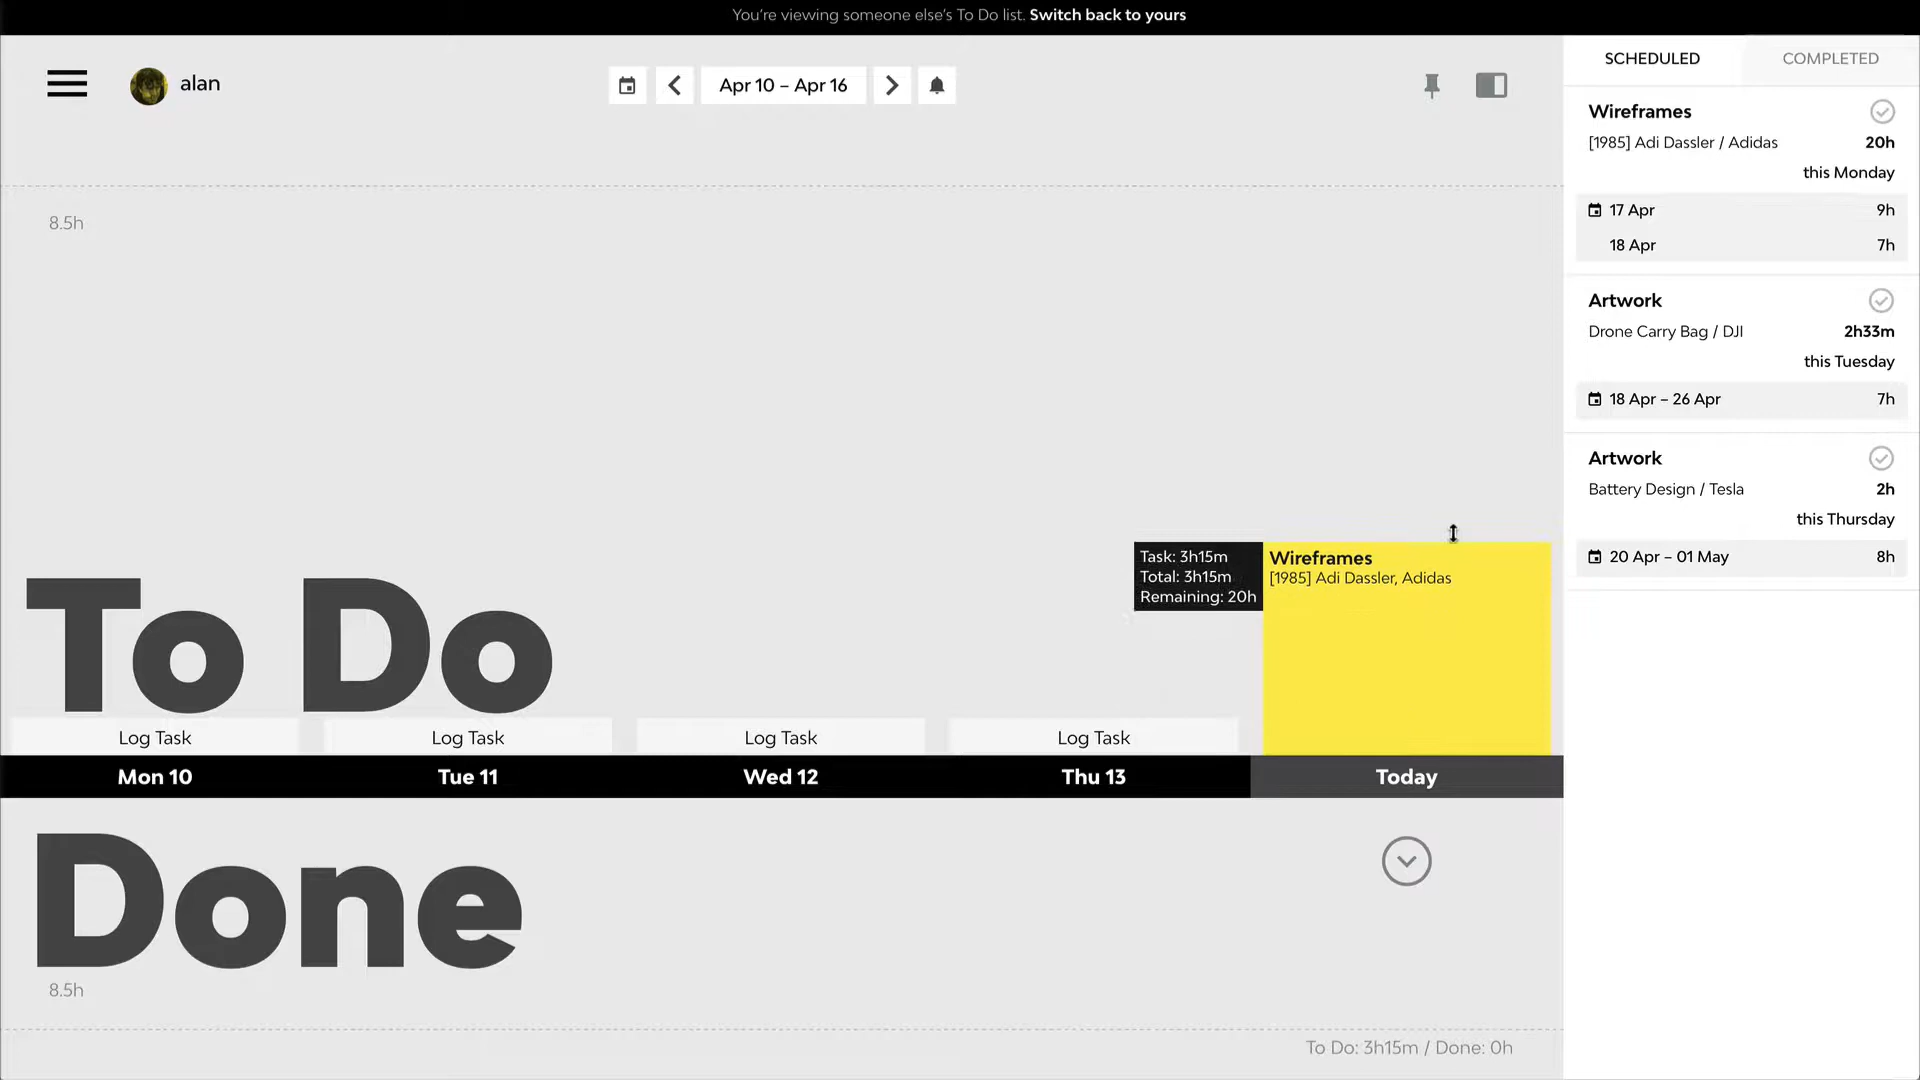 You're viewing someone else's To Do list. Switch back to yours
alan
Apr 10 – Apr 16
8.5h
To Do
Task: 3h15m
Total: 3h15m
Remaining: 20h
Wireframes
[1985] Adi Dassler, Adidas
Log Task
Log Task
Log Task
Log Task
Mon 10
Tue 11
Wed 12
Thu 13
Today
Done
8.5h
To Do: 3h15m / Done: 0h
SCHEDULED
COMPLETED
Wireframes
[1985] Adi Dassler / Adidas 20h
this Monday
17 Apr 9h
18 Apr 7h
Artwork
Drone Carry Bag / DJI 2h33m
this Tuesday
18 Apr – 26 Apr 7h
Artwork
Battery Design / Tesla 2h
this Thursday
20 Apr – 01 May 8h